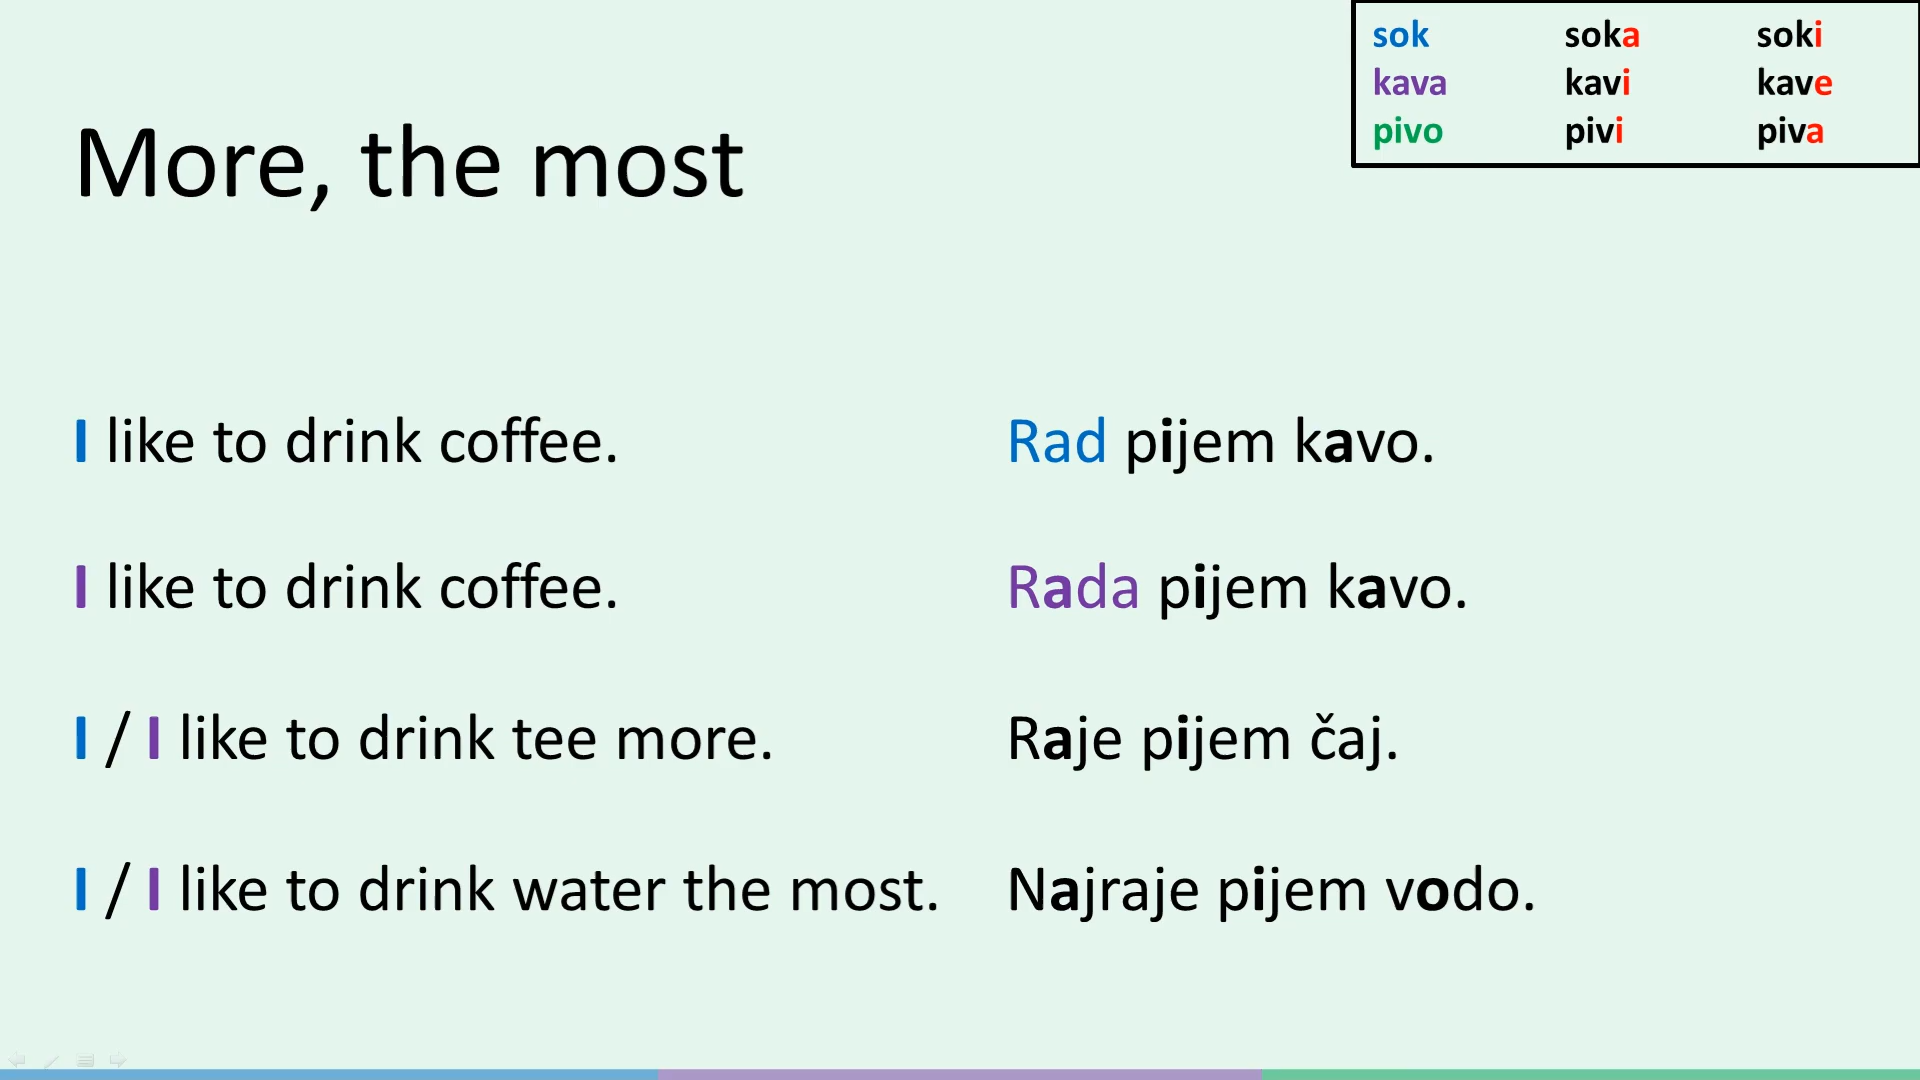 sok soka soki
kava kavi kave
pivo pivi piva
More, the most
I like to drink coffee. Rad pijem kavo.
I like to drink coffee. Rada pijem kavo.
I / I like to drink tee more. Raje pijem čaj.
I / I like to drink water the most. Najraje pijem vodo.